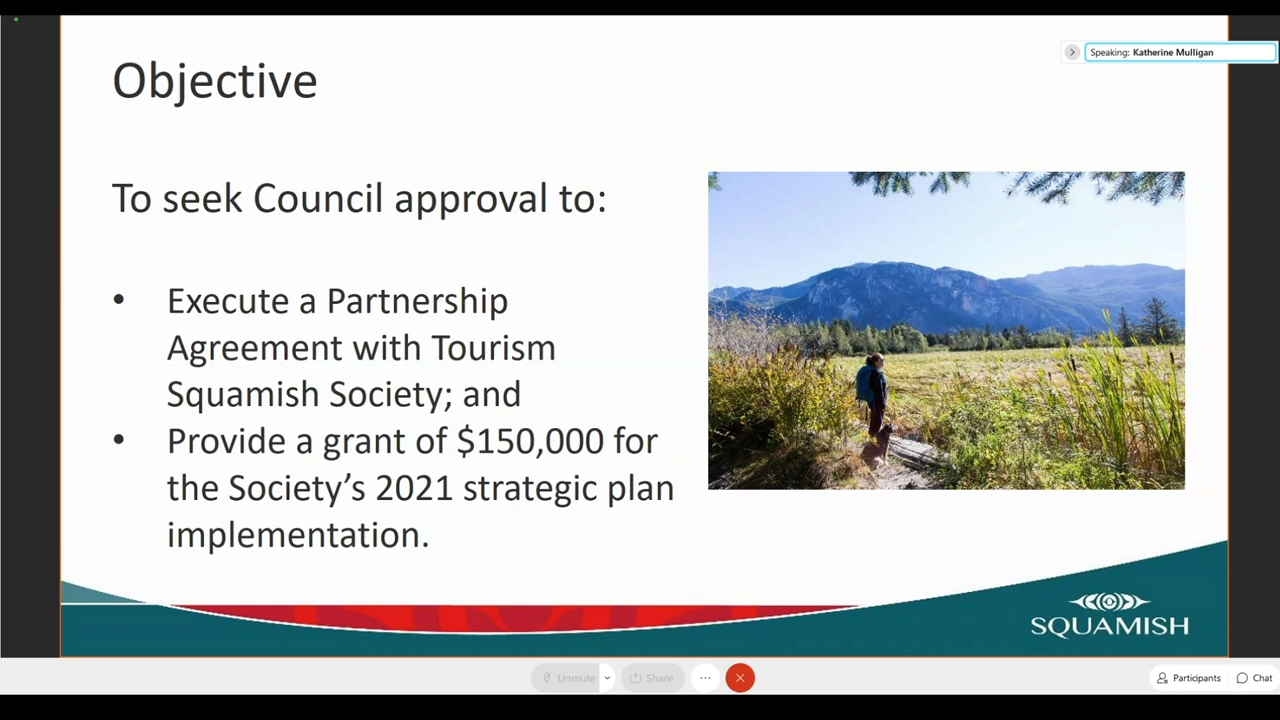 Speaking: Katherine Mulligan
Objective
To seek Council approval to:
• Execute a Partnership
Agreement with Tourism
Squamish Society; and
• Provide a grant of $150,000 for
the Society’s 2021 strategic plan
implementation.
SQUAMISH
Unmute
Share
Participants
Chat